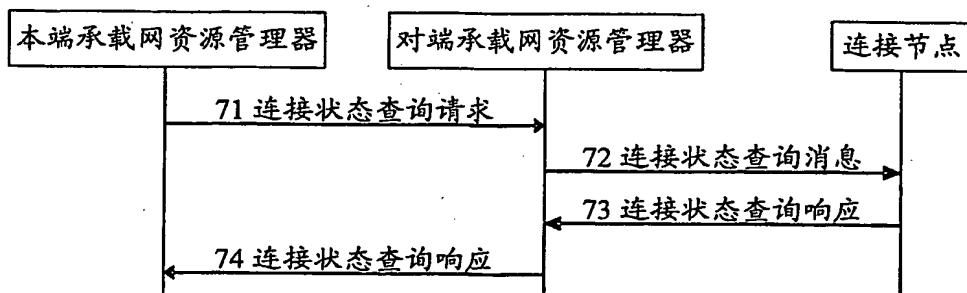 本端承载网资源管理器
对端承载网资源管理器
连接节点
71 连接状态查询请求
72 连接状态查询消息
73 连接状态查询响应
74 连接状态查询响应